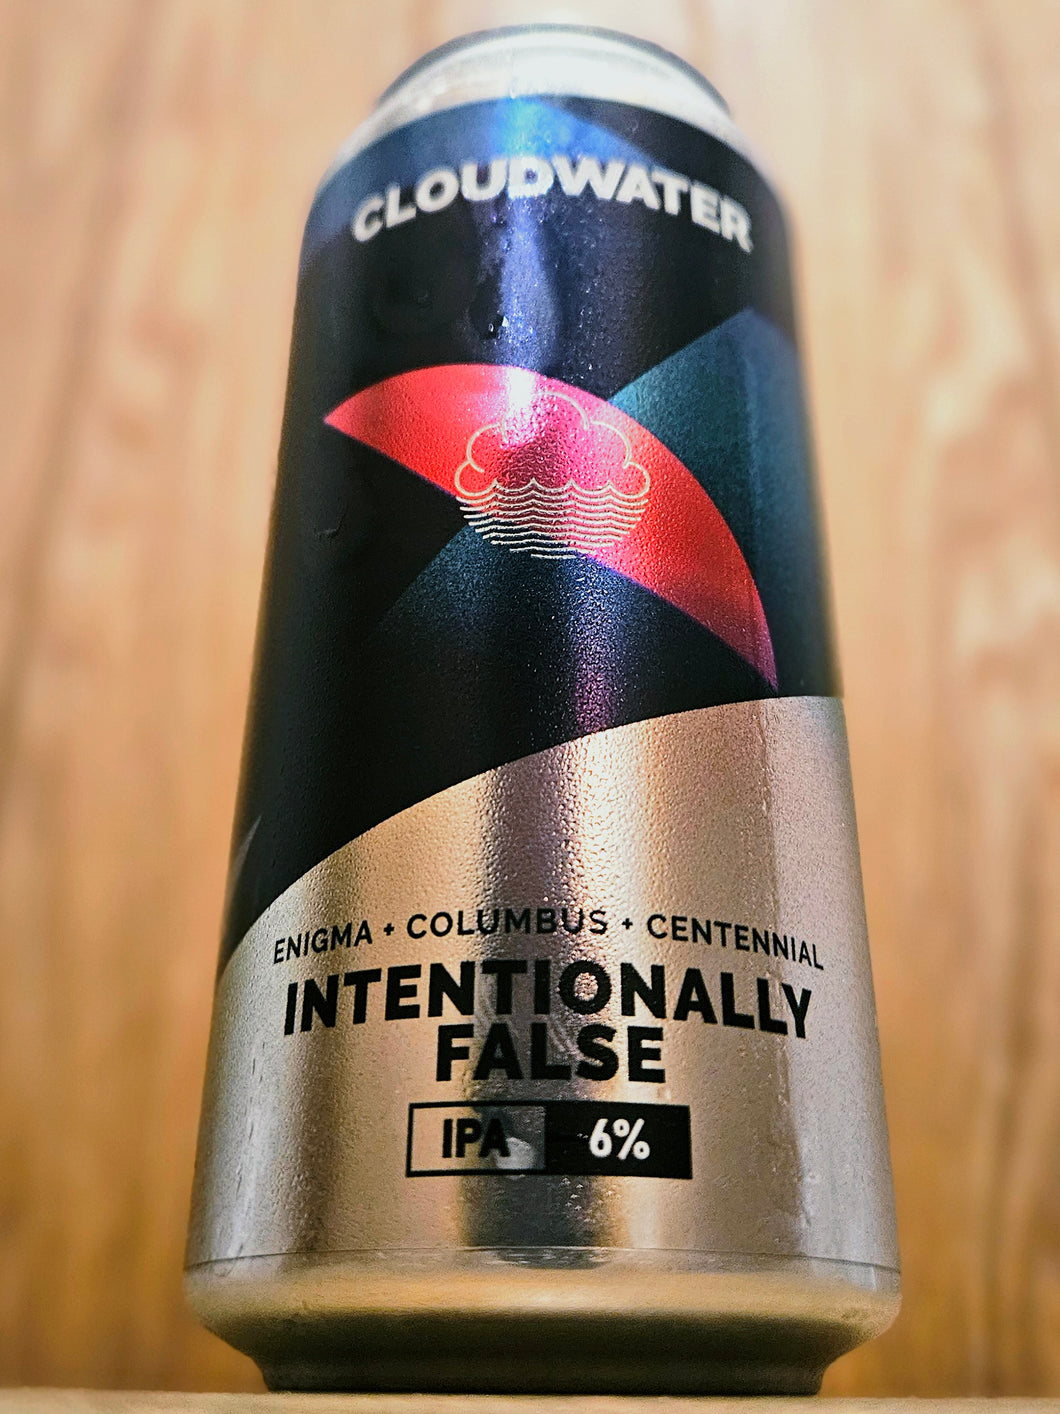 CLOUDWATER
ENIGMA + COLUMBUS + CENTENNIAL
INTENTIONALLY
FALSE
IPA 6%